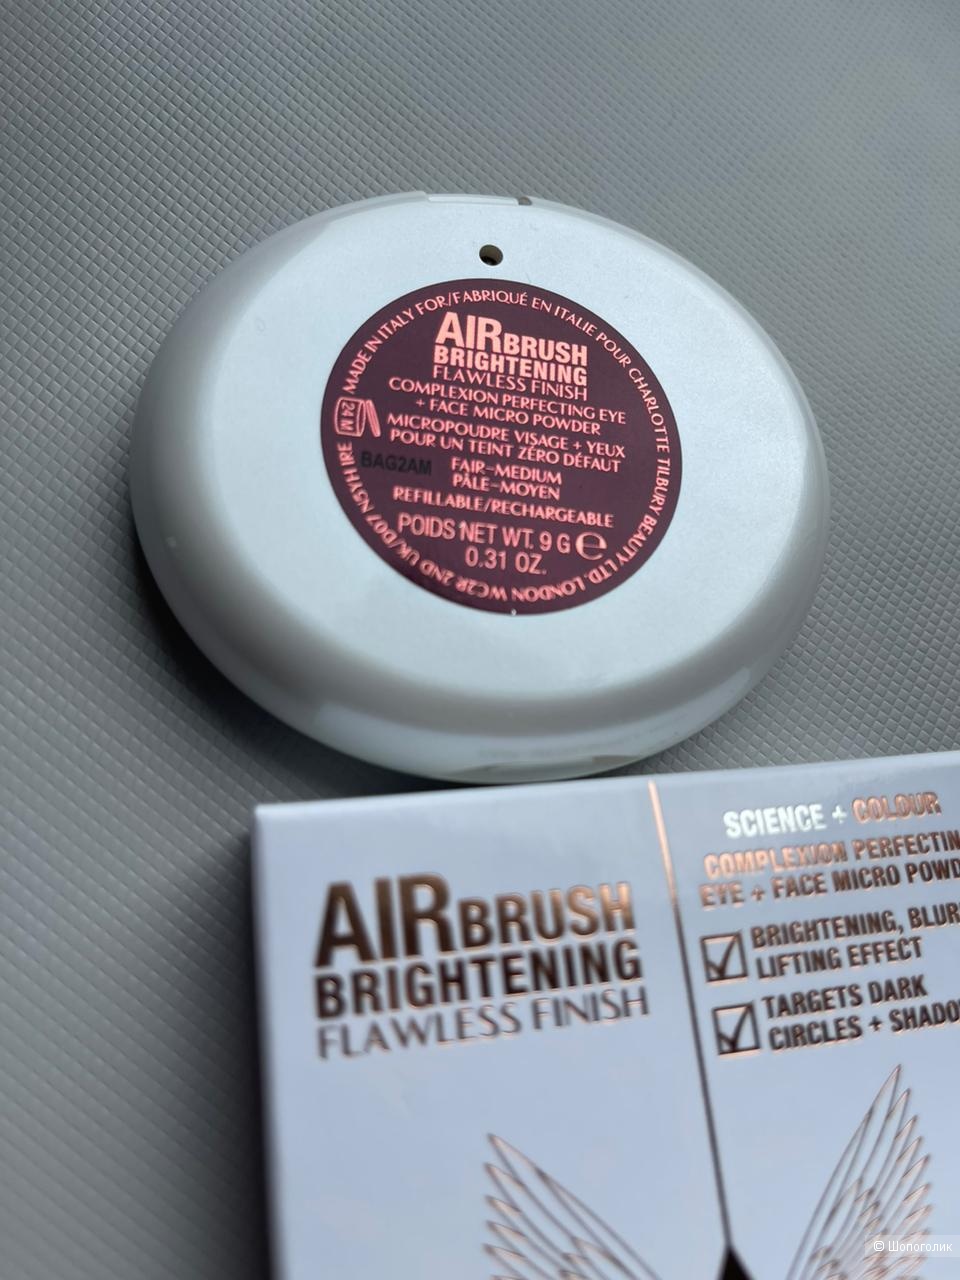 MADE IN ITALY FOR/FABRIQUÉ EN ITALIE POUR CHARLOTTE TILBURY BEAUTY LTD. LONDON WC2R 2ND UK/D07 N5YH IRE
AIRBRUSH
BRIGHTENING
FLAWLESS FINISH
COMPLEXION PERFECTING EYE
+ FACE MICRO POWDER
MICROPOUDRE VISAGE + YEUX
POUR UN TEINT ZÉRO DÉFAUT
24 M
BAG2AM
FAIR-MEDIUM
PÂLE-MOYEN
REFILLABLE/RECHARGEABLE
POIDS NET WT. 9 G ℮
0.31 OZ.
AIRBRUSH
BRIGHTENING
FLAWLESS FINISH
SCIENCE + COLOUR
COMPLEXION PERFECTIN
EYE + FACE MICRO POWD
BRIGHTENING, BLUR
LIFTING EFFECT
TARGETS DARK
CIRCLES + SHADO
© Шопоголик